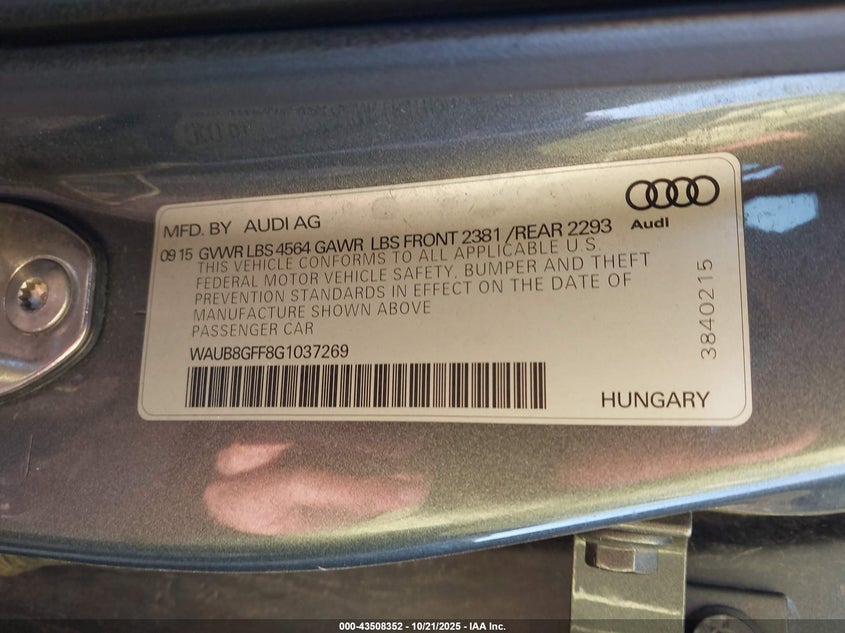 MFD. BY AUDI AG
Audi
09 15 GVWR LBS 4564 GAWR LBS FRONT 2381 /REAR 2293
THIS VEHICLE CONFORMS TO ALL APPLICABLE U.S.
FEDERAL MOTOR VEHICLE SAFETY, BUMPER AND THEFT
PREVENTION STANDARDS IN EFFECT ON THE DATE OF
MANUFACTURE SHOWN ABOVE
PASSENGER CAR
WAUB8GFF8G1037269
HUNGARY
3840215
000-43508352 - 10/21/2025 - IAA Inc.